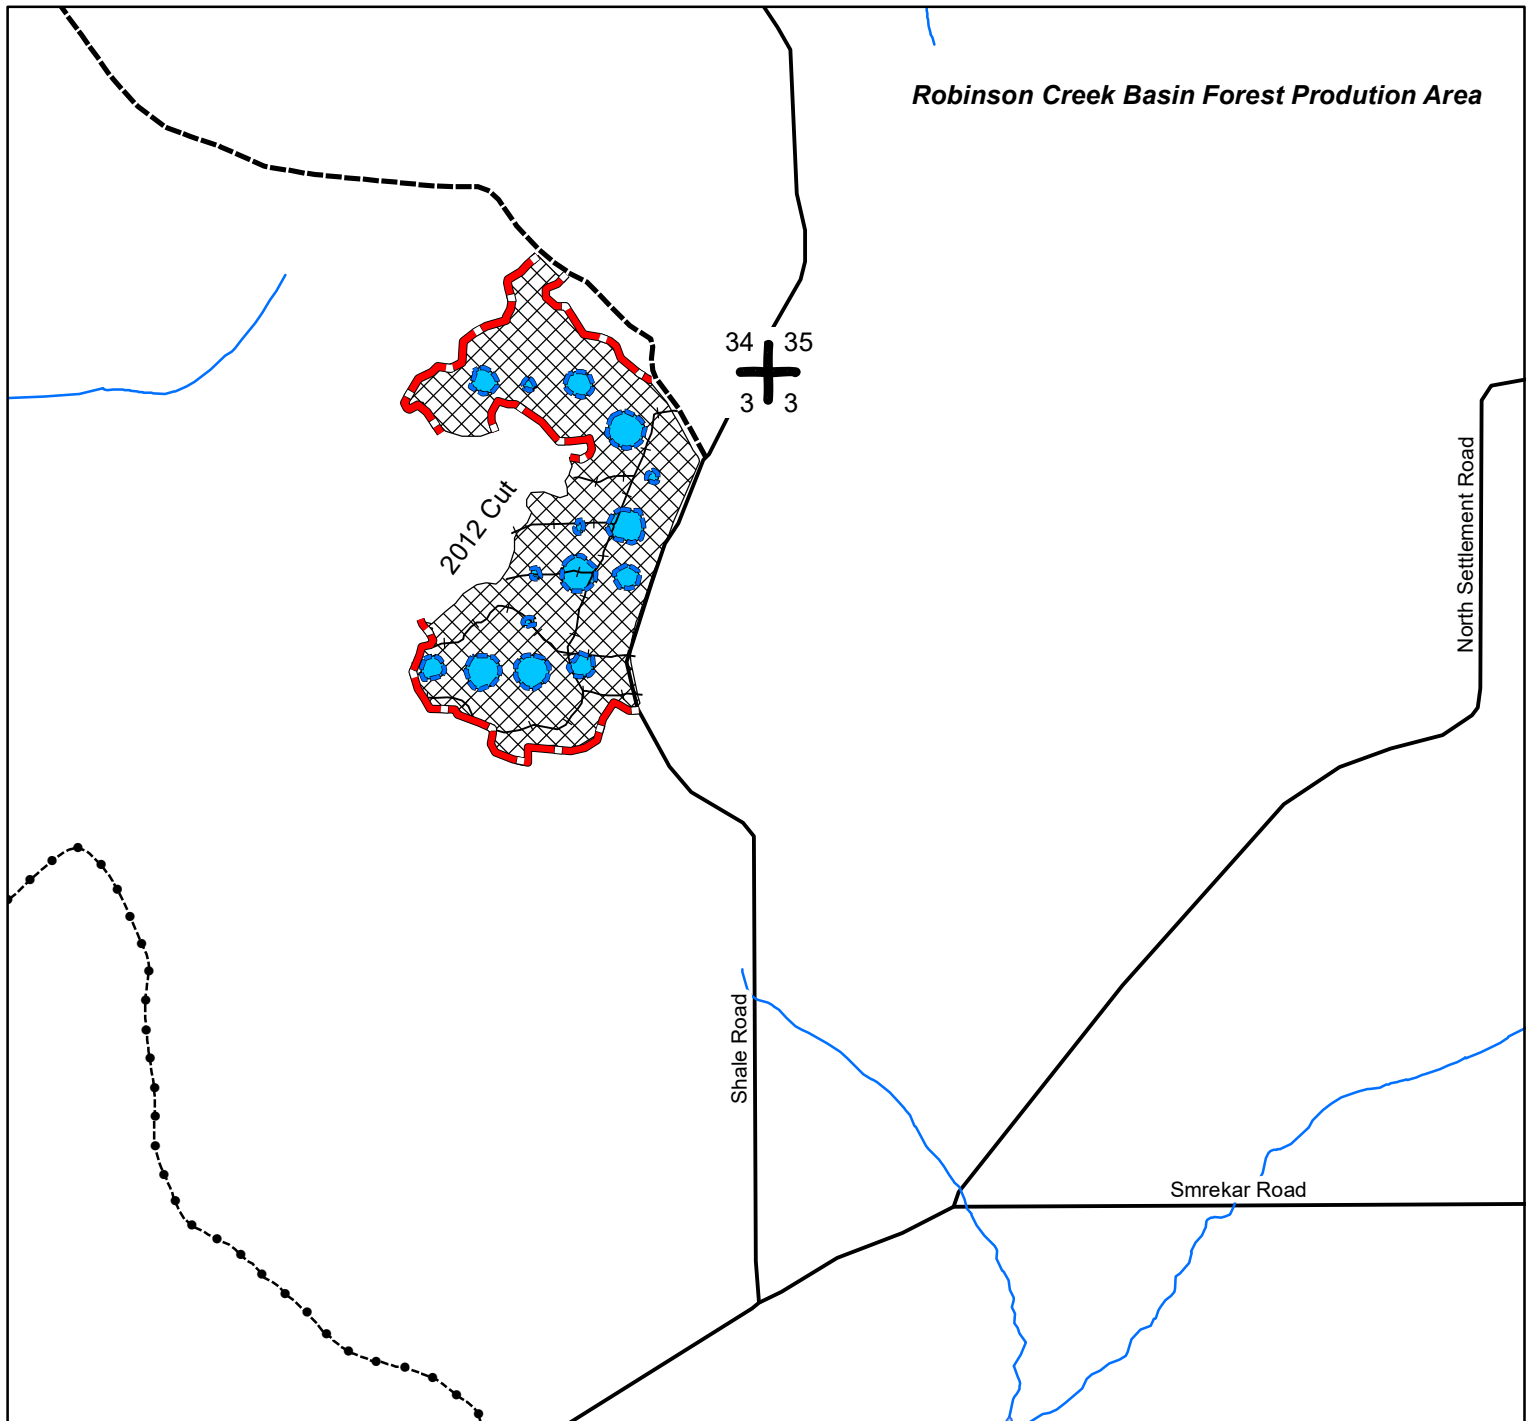 Robinson Creek Basin Forest Prodution Area
34 35
3 3
North Settlement Road
2012 Cut
Shale Road
Smrekar Road